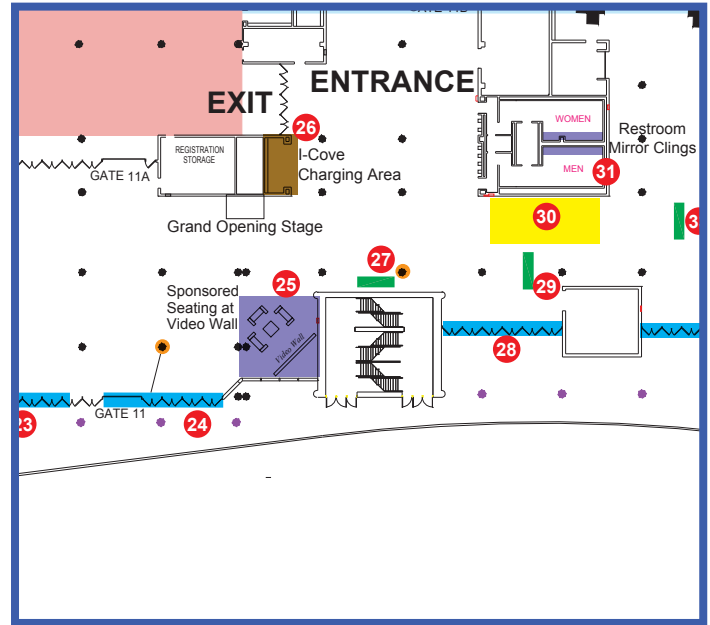 ENTRANCE
EXIT
26
WOMEN
Restroom
Mirror Clings
REGISTRATION
STORAGE
I-Cove
Charging Area
GATE 11A
MEN
31
Grand Opening Stage
30
27
25
29
Sponsored
Seating at
Video Wall
Video Wall
28
GATE 11
24